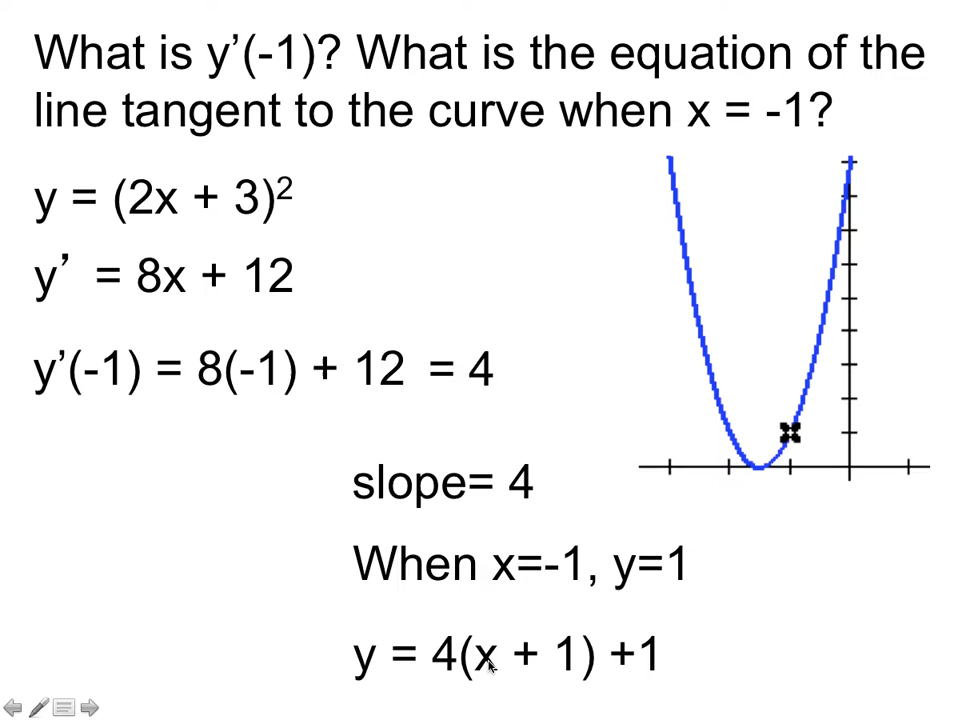 What is y’(-1)? What is the equation of the
line tangent to the curve when x = -1?
y = (2x + 3)²
y’ = 8x + 12
y’(-1) = 8(-1) + 12 = 4
slope= 4
When x=-1, y=1
y = 4(x + 1) +1